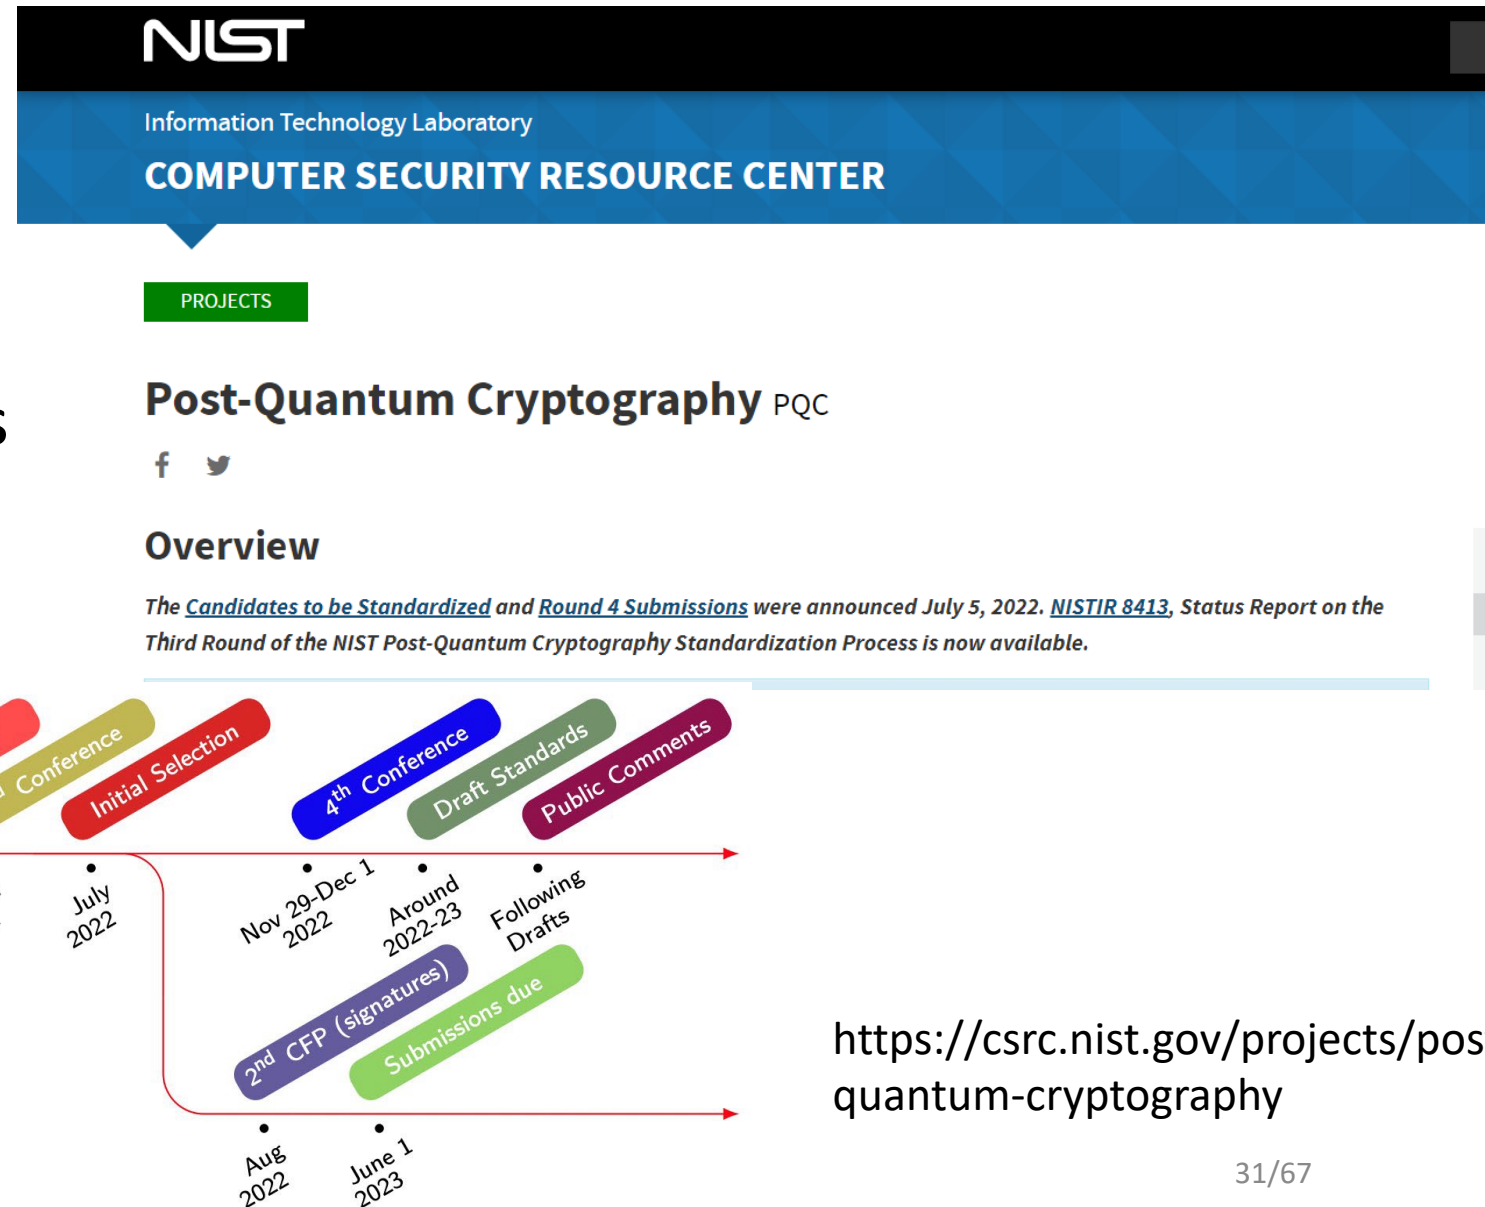 NIST
Information Technology Laboratory
COMPUTER SECURITY RESOURCE CENTER
PROJECTS
s
Post-Quantum Cryptography PQC
Overview
The Candidates to be Standardized and Round 4 Submissions were announced July 5, 2022. NISTIR 8413, Status Report on the
Third Round of the NIST Post-Quantum Cryptography Standardization Process is now available.
Conference
Initial Selection
4th Conference
Draft Standards
Public Comments
July
2022
Nov 29-Dec 1
2022
Around
2022-23
Following
Drafts
2nd CFP (signatures)
Submissions due
Aug
2022
June 1
2023
https://csrc.nist.gov/projects/pos
quantum-cryptography
31/67